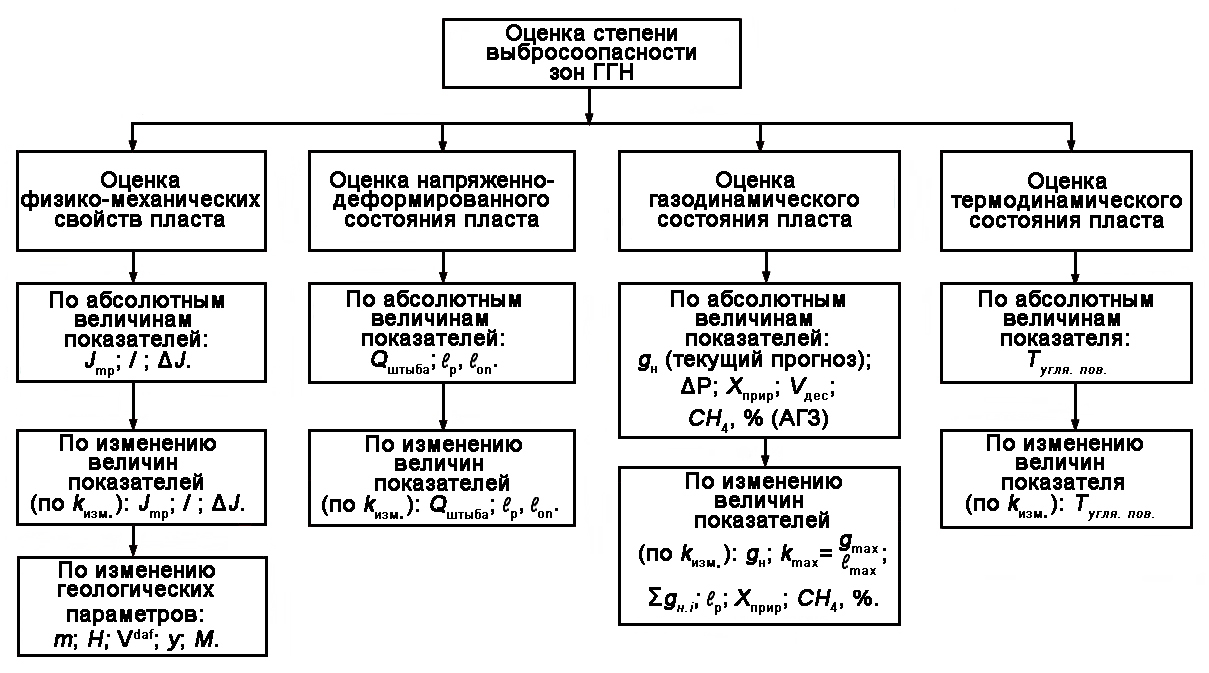 Оценка степени
выбросоопасности
зон ГГН
Оценка
физико-механических
свойств пласта
По абсолютным
величинам
показателей:
Jтр; / ; ΔJ.
По изменению
величин
показателей
(по kизм.): Jтр; / ; ΔJ.
По изменению
геологических
параметров:
m; H; Vdaf; y; M.
Оценка напряженно-
деформированного
состояния пласта
По абсолютным
величинам
показателей:
Qштыба; ℓр, ℓоп.
По изменению
величин
показателей
(по kизм.): Qштыба; ℓр, ℓоп.
Оценка
газодинамического
состояния пласта
По абсолютным
величинам
показателей:
gн (текущий прогноз);
ΔP; Xприр; Vдес;
CH4, % (АГЗ)
По изменению
величин
показателей
(по kизм.): gн; kmax= gmax/ℓmax;
Σgн.i; ℓр; Xприр; CH4, %.
Оценка
термодинамического
состояния пласта
По абсолютным
величинам
показателя:
Tугля. пов.
По изменению
величин
показателя
(по kизм.): Tугля. пов.